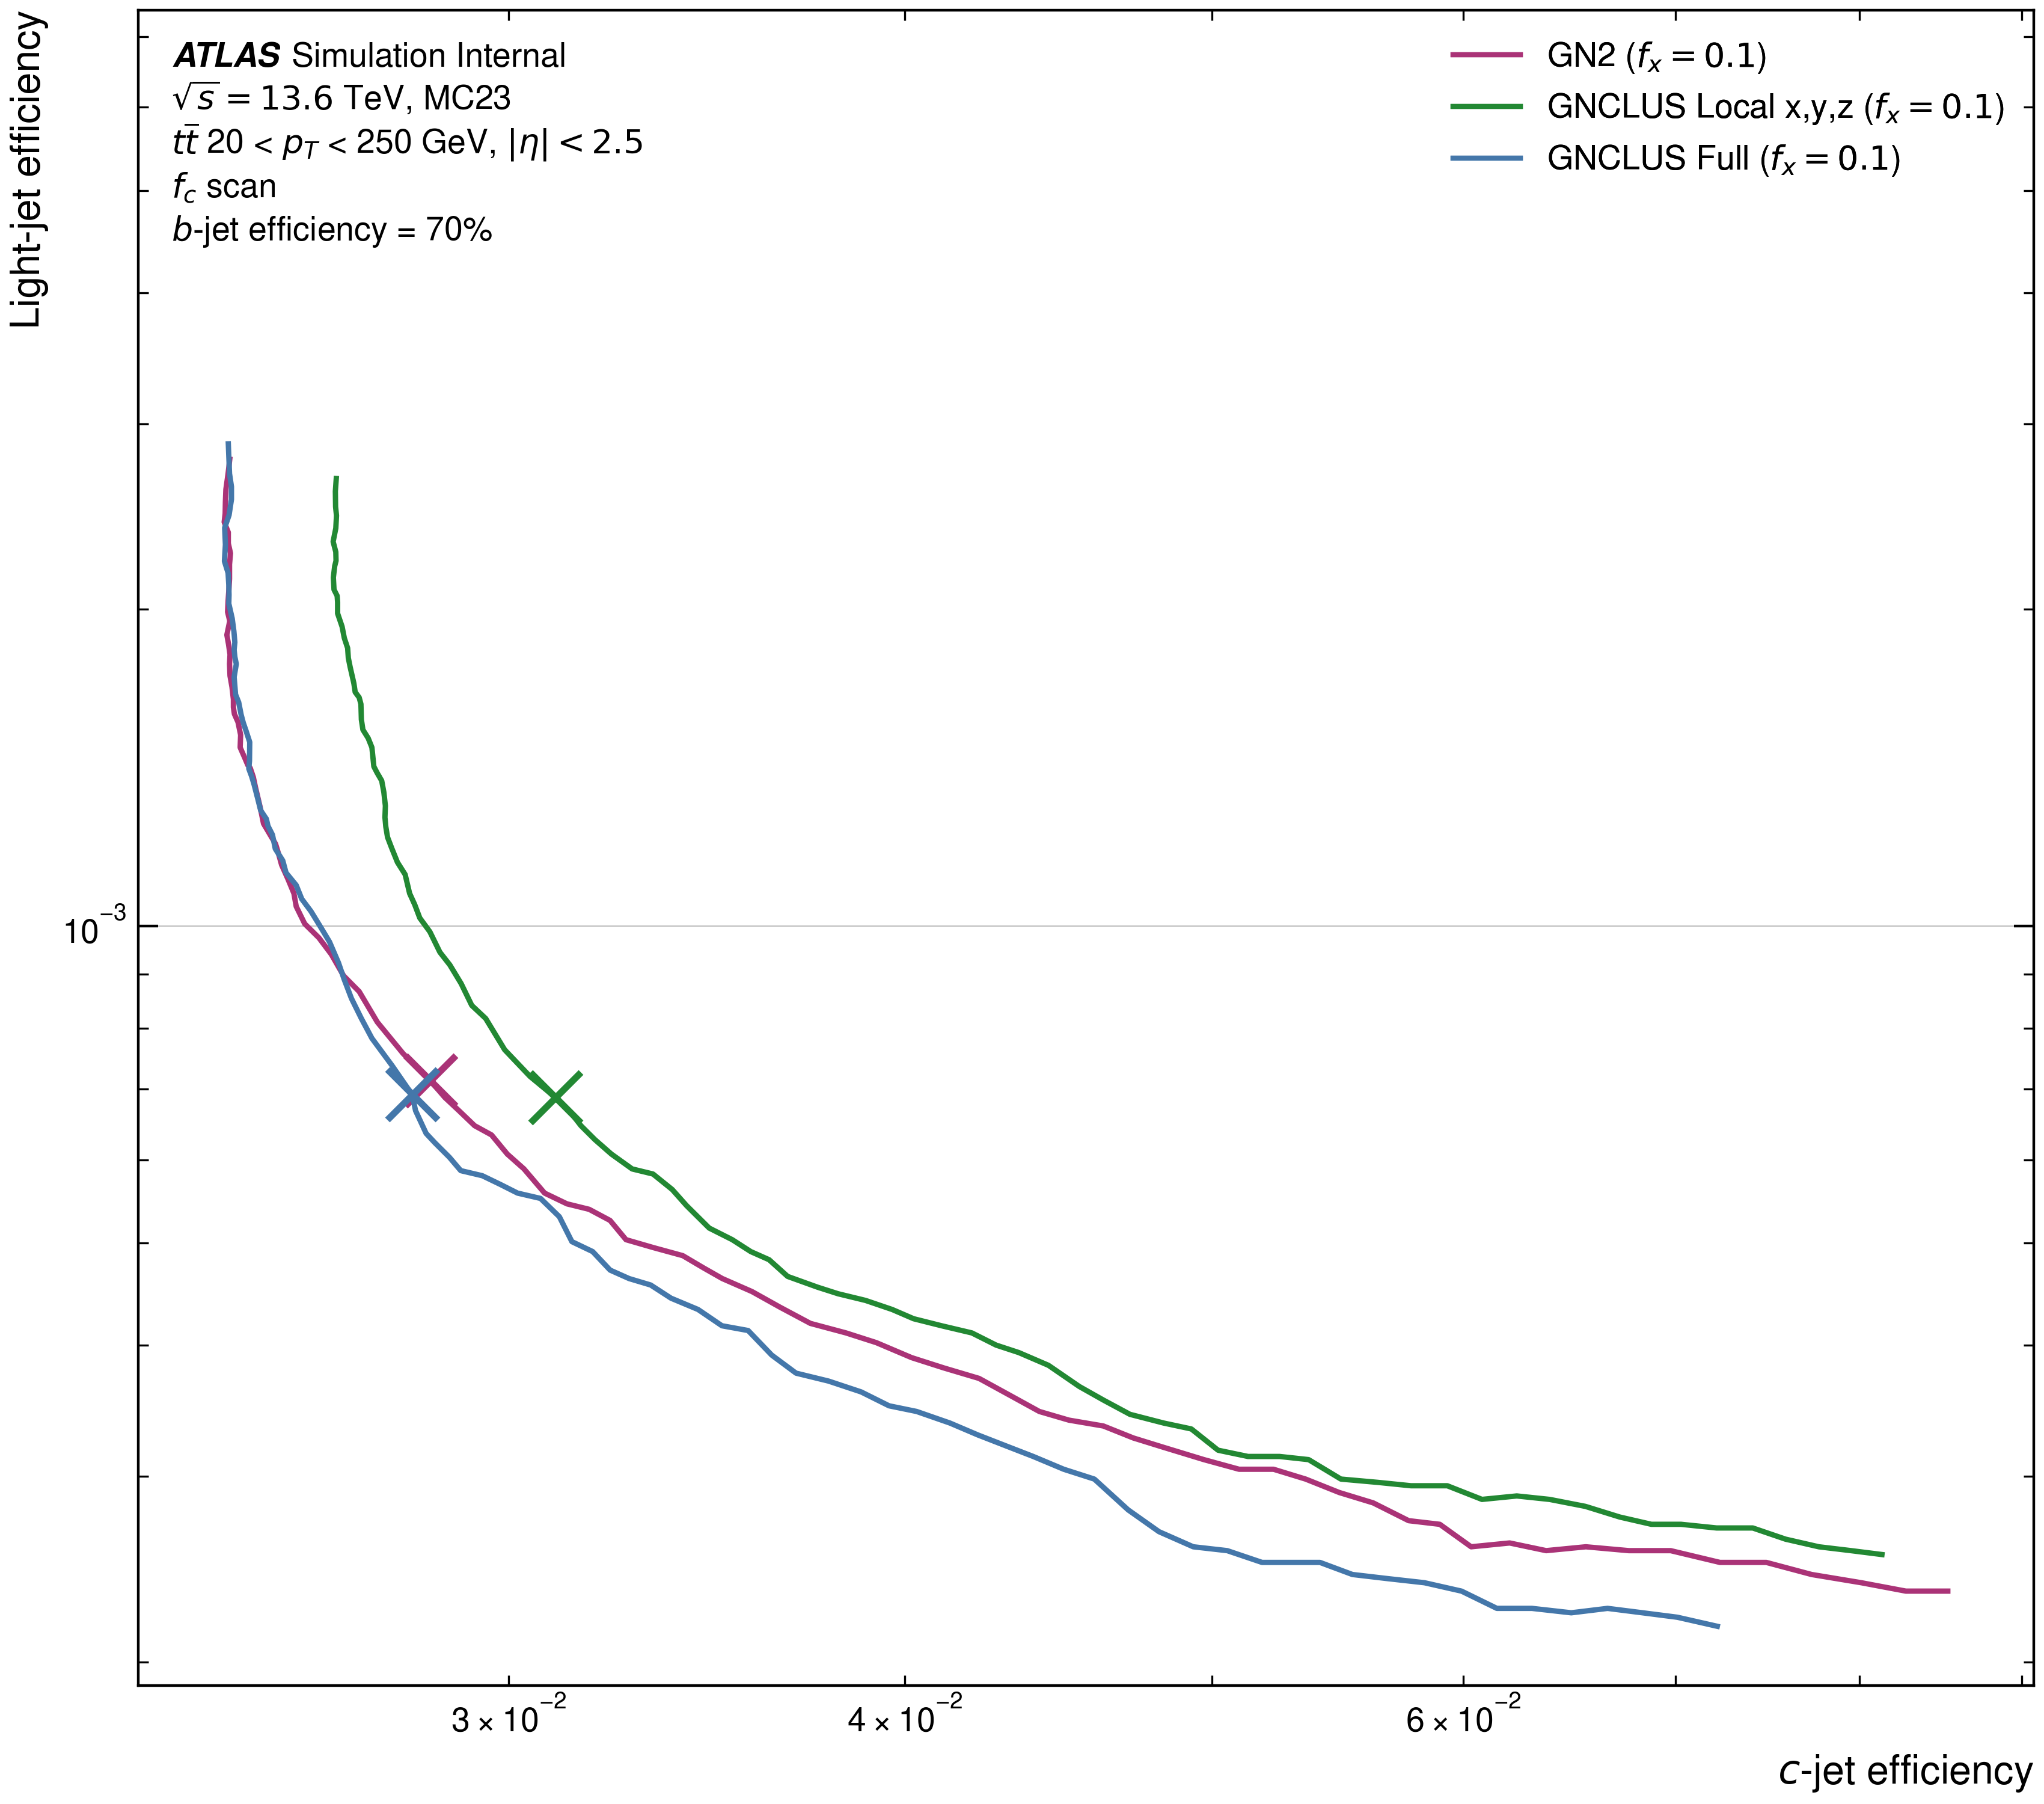 Light-jet efficiency
ATLAS Simulation Internal
√s = 13.6 TeV, MC23
tt̄ 20 < p_T < 250 GeV, |η| < 2.5
f_c scan
b-jet efficiency = 70%
GN2 (f_x = 0.1)
GNCLUS Local x,y,z (f_x = 0.1)
GNCLUS Full (f_x = 0.1)
10⁻³
3 × 10⁻²
4 × 10⁻²
6 × 10⁻²
c-jet efficiency